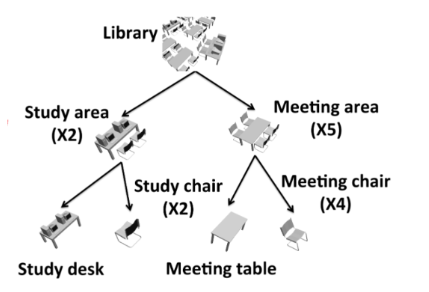 Library
Study area
(X2)
Meeting area
(X5)
Study chair
(X2)
Meeting chair
(X4)
Study desk
Meeting table